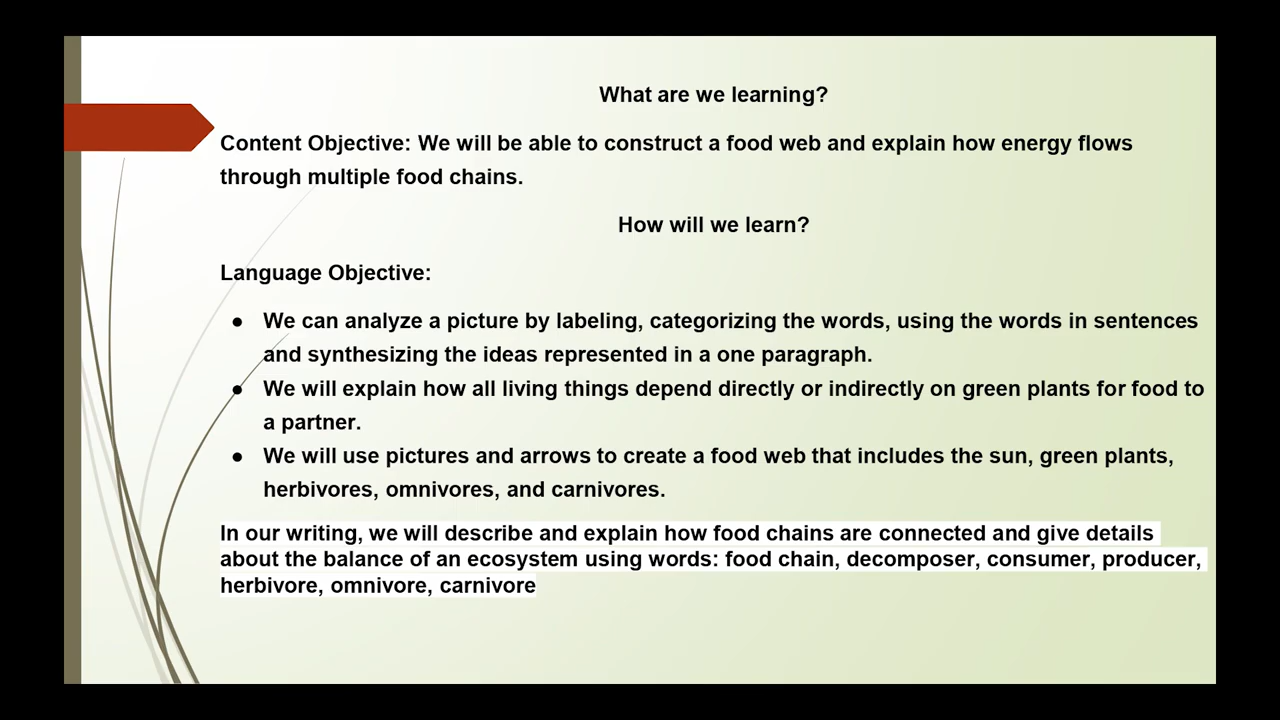 What are we learning?
Content Objective: We will be able to construct a food web and explain how energy flows
through multiple food chains.
How will we learn?
Language Objective:
● We can analyze a picture by labeling, categorizing the words, using the words in sentences
and synthesizing the ideas represented in a one paragraph.
● We will explain how all living things depend directly or indirectly on green plants for food to
a partner.
● We will use pictures and arrows to create a food web that includes the sun, green plants,
herbivores, omnivores, and carnivores.
In our writing, we will describe and explain how food chains are connected and give details
about the balance of an ecosystem using words: food chain, decomposer, consumer, producer,
herbivore, omnivore, carnivore